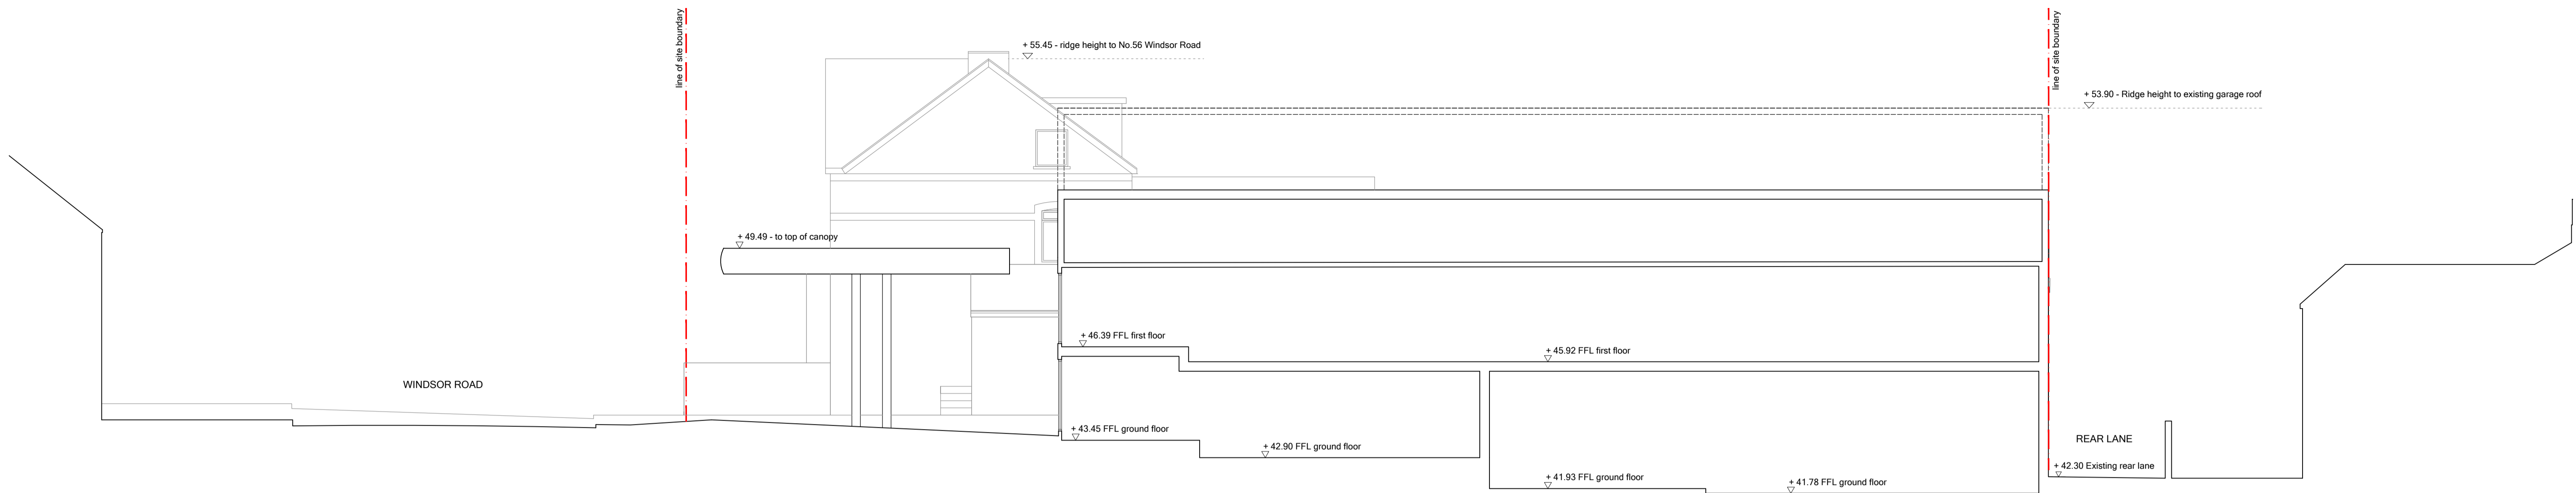 line of site boundary
+ 55.45 - ridge height to No.56 Windsor Road
line of site boundary
+ 53.90 - Ridge height to existing garage roof
+ 49.49 - to top of canopy
+ 46.39 FFL first floor
+ 45.92 FFL first floor
WINDSOR ROAD
+ 43.45 FFL ground floor
+ 42.90 FFL ground floor
REAR LANE
+ 42.30 Existing rear lane
+ 41.93 FFL ground floor
+ 41.78 FFL ground floor